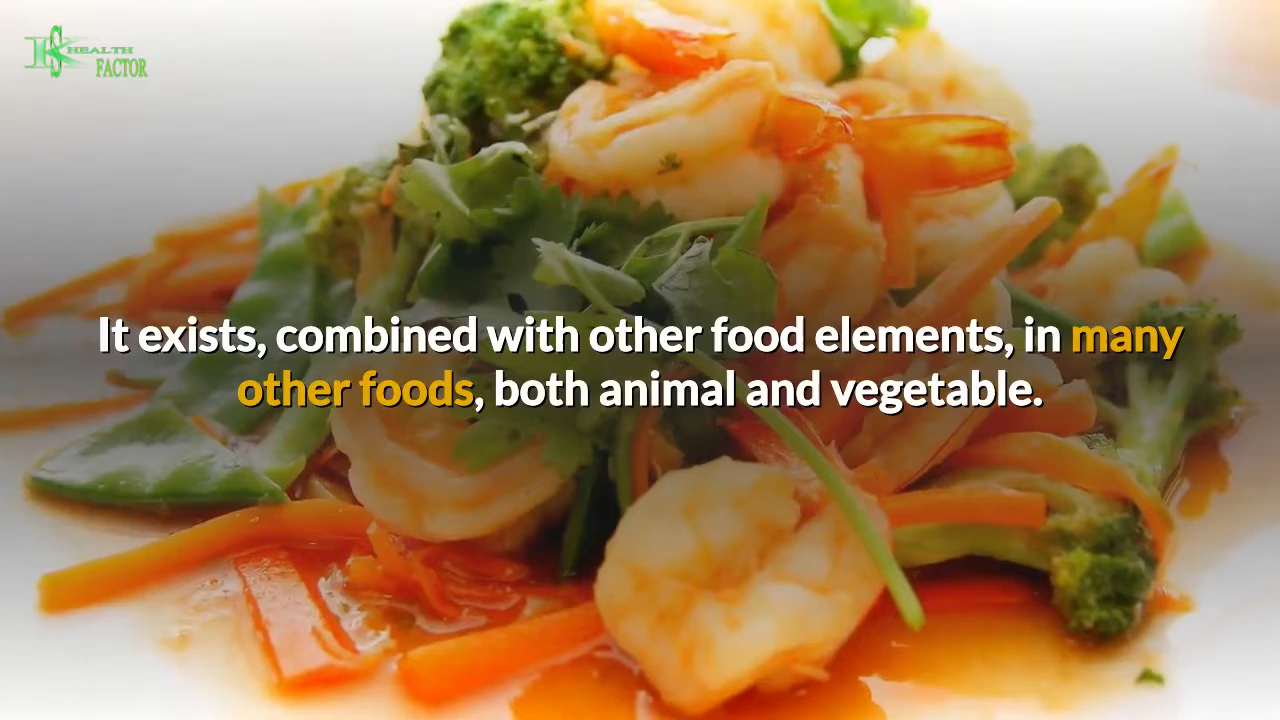 HEALTH
FACTOR
It exists, combined with other food elements, in many
other foods, both animal and vegetable.